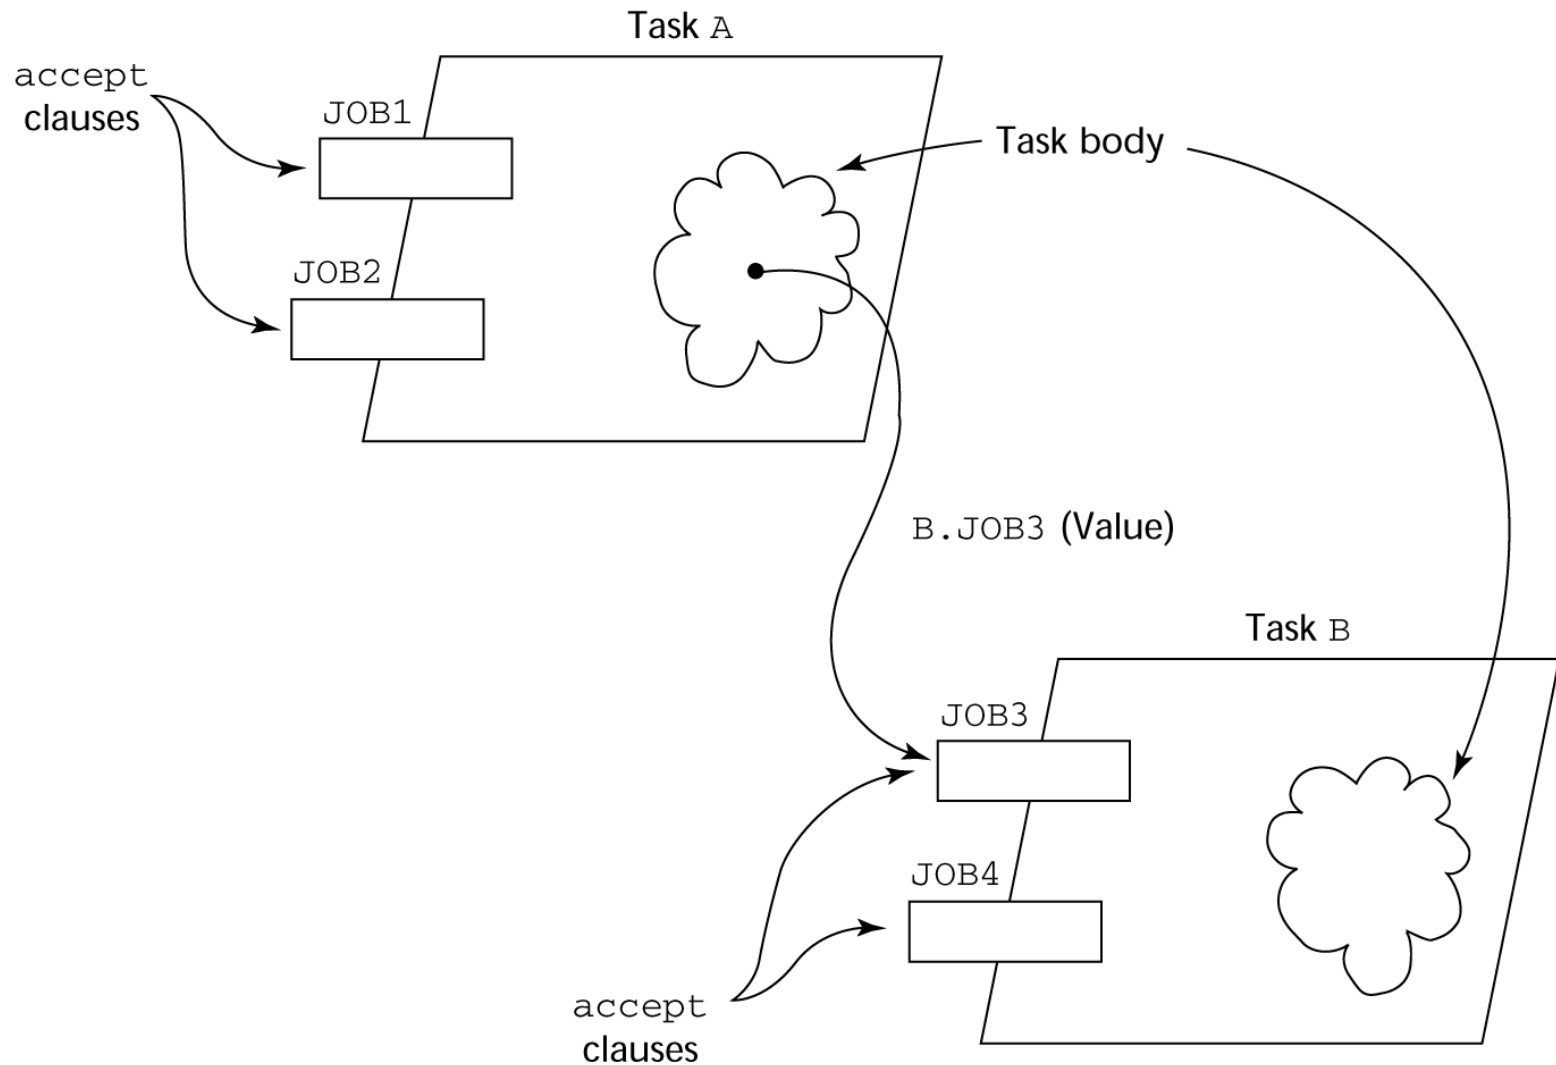 Task A
accept
clauses
JOB1
Task body
JOB2
B.JOB3 (Value)
Task B
JOB3
JOB4
accept
clauses